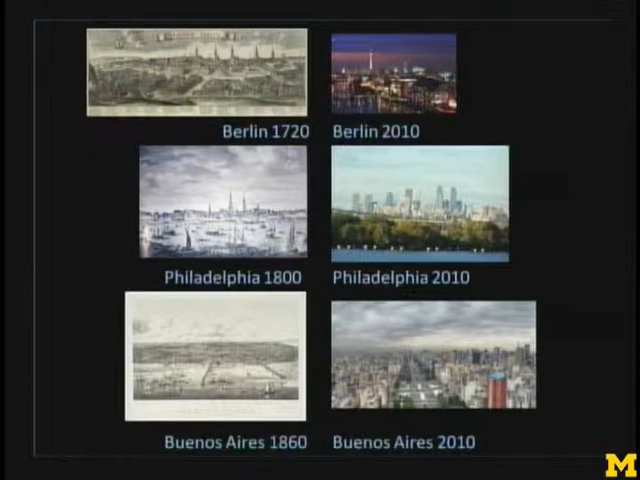 Berlin 1720
Berlin 2010
Philadelphia 1800
Philadelphia 2010
Buenos Aires 1860
Buenos Aires 2010
M